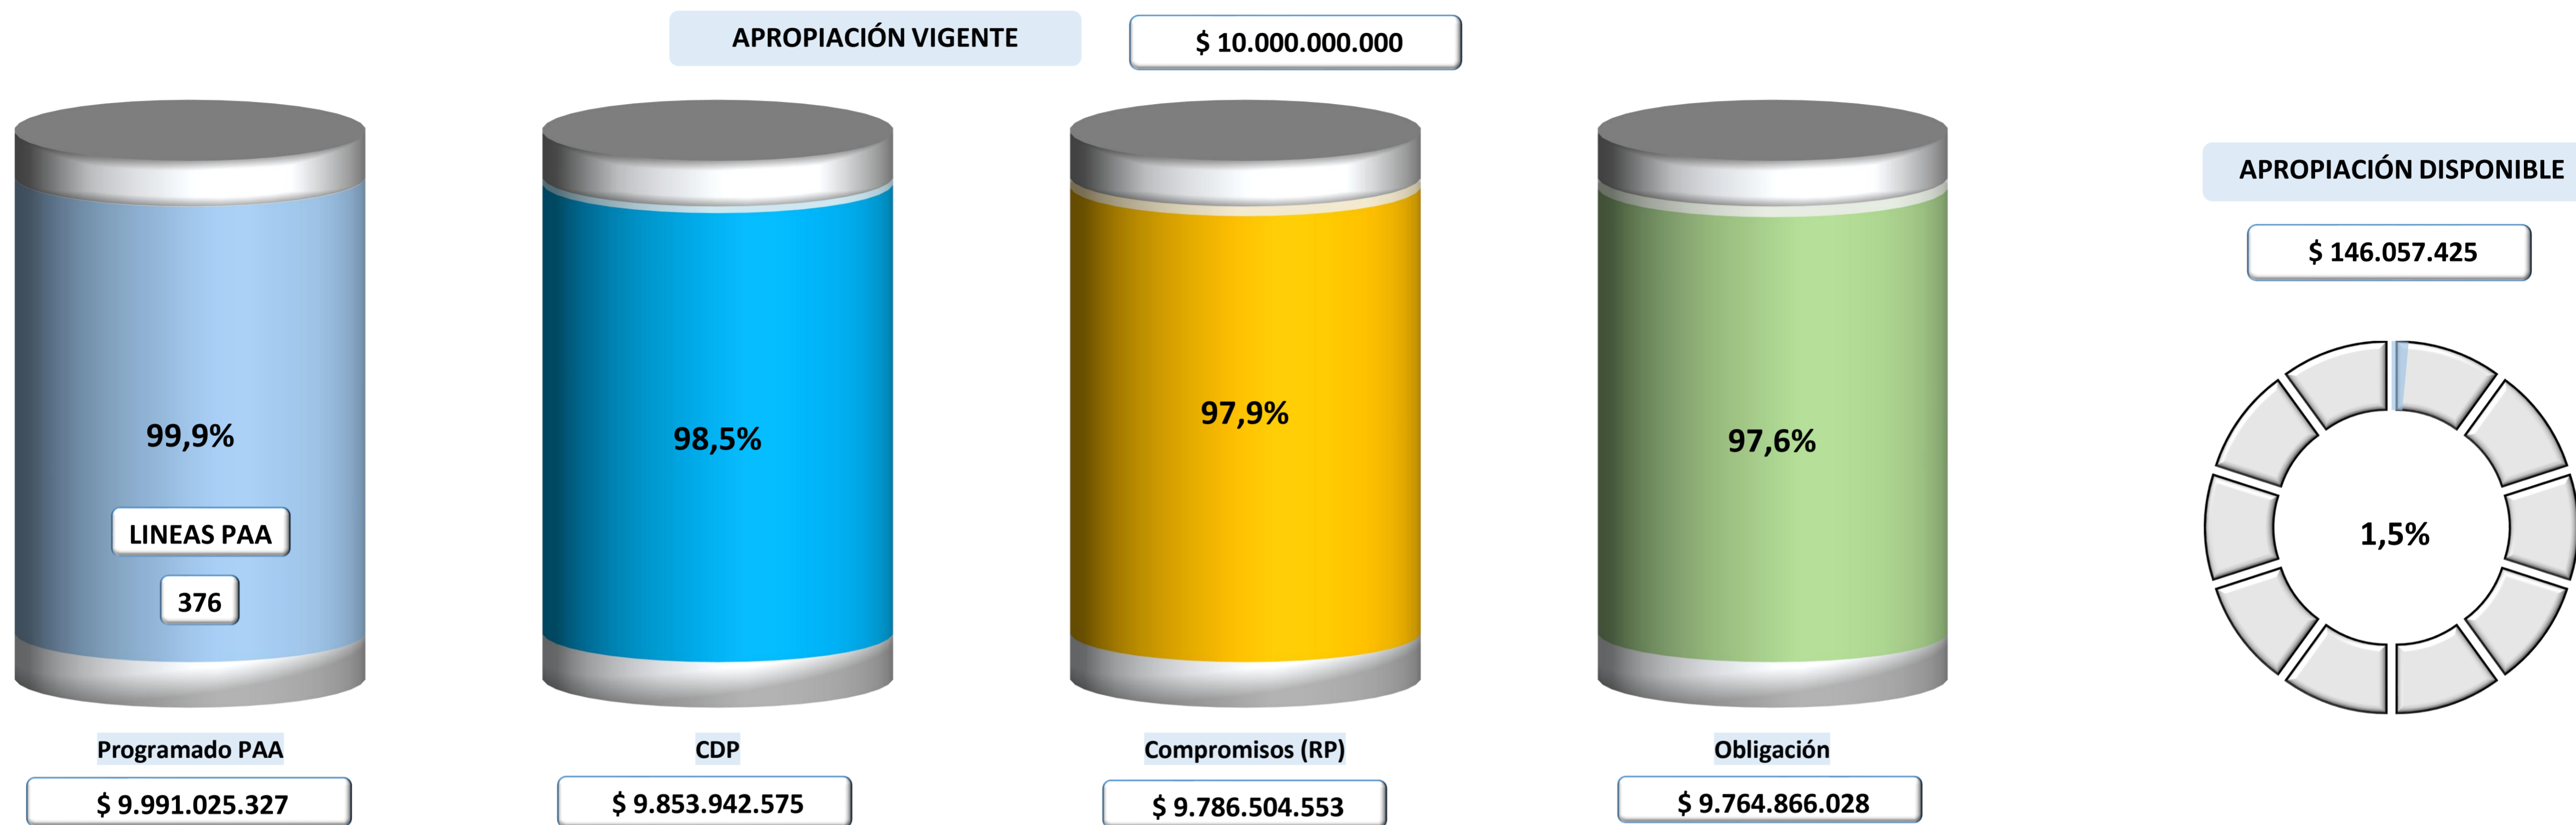 APROPIACIÓN VIGENTE
$ 10.000.000.000
APROPIACIÓN DISPONIBLE
$ 146.057.425
1,5%
99,9%
LINEAS PAA
376
98,5%
97,9%
97,6%
Programado PAA
$ 9.991.025.327
CDP
$ 9.853.942.575
Compromisos (RP)
$ 9.786.504.553
Obligación
$ 9.764.866.028